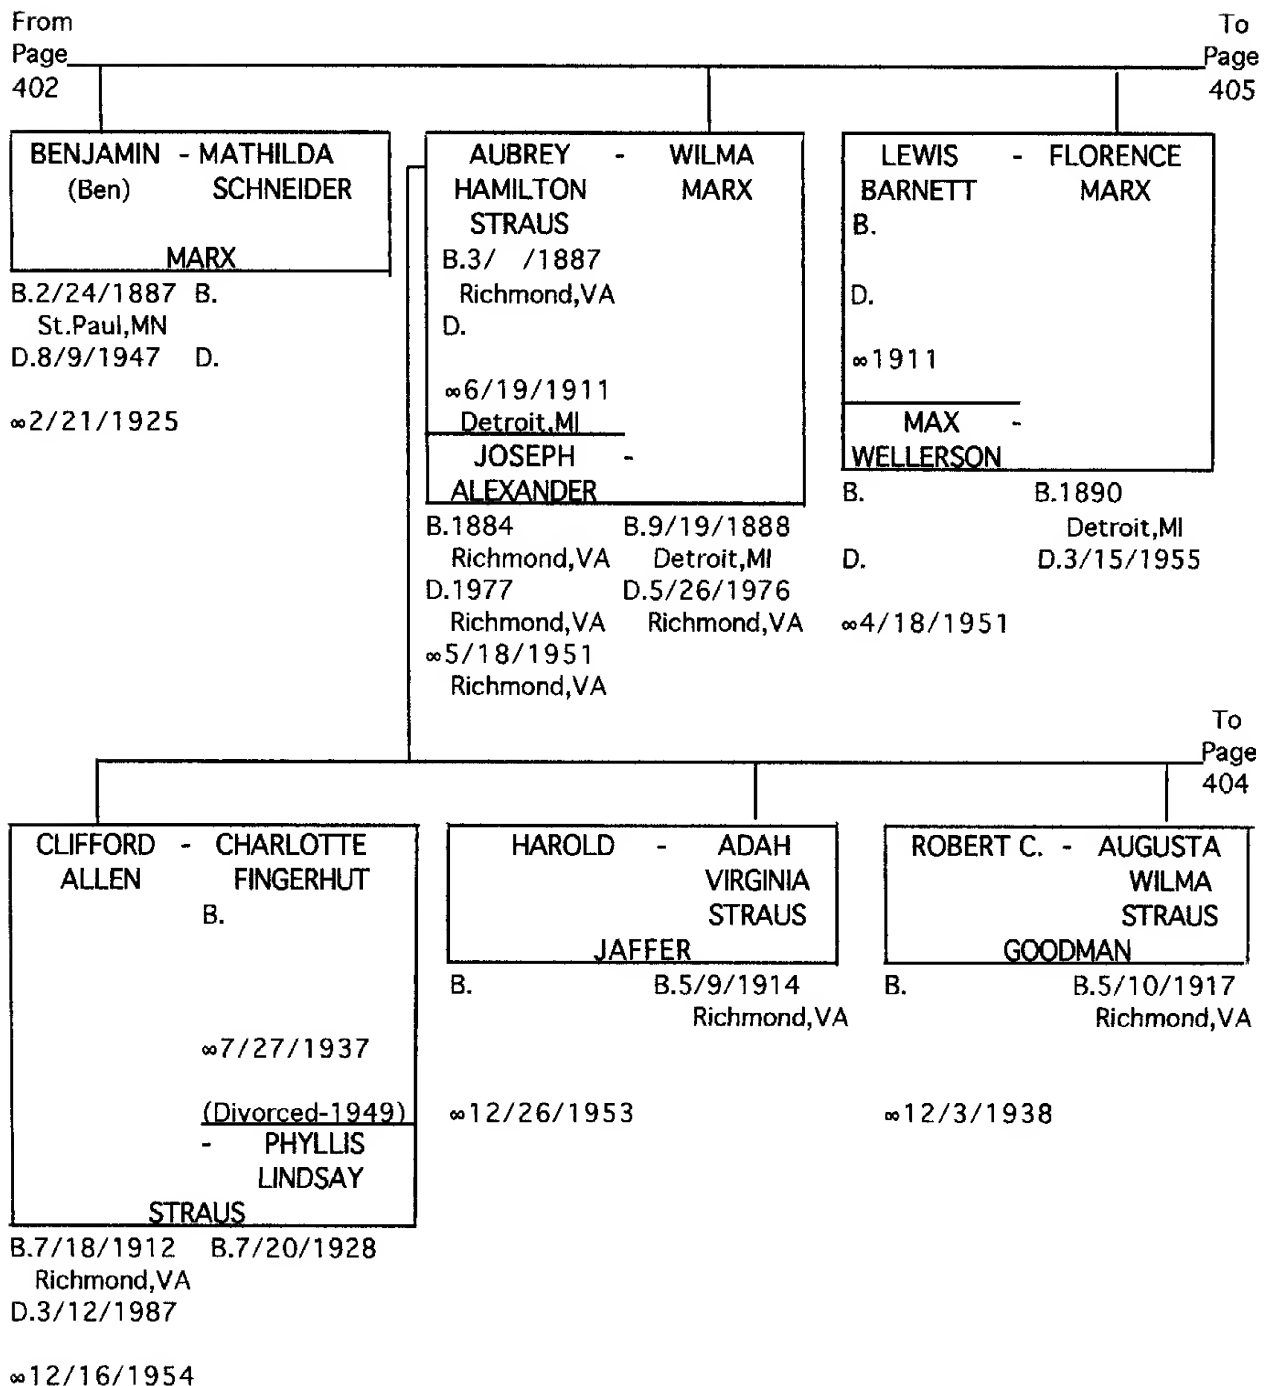 From
Page
402
To
Page
405
BENJAMIN - MATHILDA
(Ben) SCHNEIDER
MARX
B.2/24/1887 B.
St.Paul,MN
D.8/9/1947 D.
∞2/21/1925
AUBREY - WILMA
HAMILTON MARX
STRAUS
B.3/ /1887
Richmond,VA
D.
∞6/19/1911
Detroit,MI
JOSEPH -
ALEXANDER
B.1884 B.9/19/1888
Richmond,VA Detroit,MI
D.1977 D.5/26/1976
Richmond,VA Richmond,VA
∞5/18/1951
Richmond,VA
LEWIS - FLORENCE
BARNETT MARX
B.
D.
∞1911
MAX -
WELLERSON
B. B.1890
Detroit,MI
D. D.3/15/1955
∞4/18/1951
To
Page
404
CLIFFORD - CHARLOTTE
ALLEN FINGERHUT
B.
∞7/27/1937
(Divorced-1949)
- PHYLLIS
LINDSAY
STRAUS
B.7/18/1912 B.7/20/1928
Richmond,VA
D.3/12/1987
∞12/16/1954
HAROLD - ADAH
VIRGINIA
STRAUS
JAFFER
B. B.5/9/1914
Richmond,VA
∞12/26/1953
ROBERT C. - AUGUSTA
WILMA
STRAUS
GOODMAN
B. B.5/10/1917
Richmond,VA
∞12/3/1938